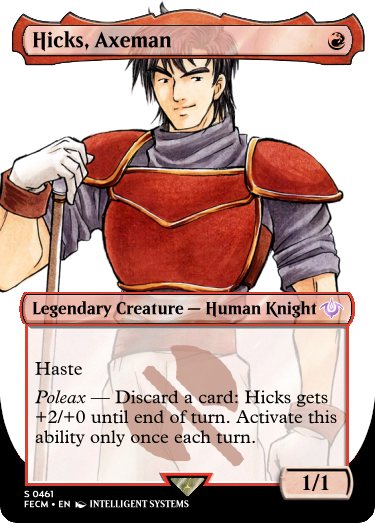 Hicks, Axeman
Legendary Creature — Human Knight
Haste
Poleax — Discard a card: Hicks gets
+2/+0 until end of turn. Activate this
ability only once each turn.
1/1
S 0461
FECM • EN INTELLIGENT SYSTEMS